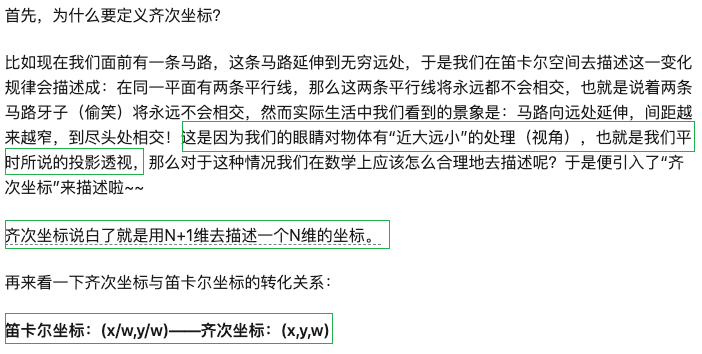 首先，为什么要定义齐次坐标？
比如现在我们面前有一条马路，这条马路延伸到无穷远处，于是我们在笛卡尔空间去描述这一变化
规律会描述成：在同一平面有两条平行线，那么这两条平行线将永远都不会相交，也就是说着两条
马路牙子（偷笑）将永远不会相交，然而实际生活中我们看到的景象是：马路向远处延伸，间距越
来越窄，到尽头处相交！这是因为我们的眼睛对物体有“近大远小”的处理（视角），也就是我们平
时所说的投影透视，那么对于这种情况我们在数学上应该怎么合理地去描述呢？于是便引入了“齐
次坐标”来描述啦~~
齐次坐标说白了就是用N+1维去描述一个N维的坐标。
再来看一下齐次坐标与笛卡尔坐标的转化关系：
笛卡尔坐标：(x/w,y/w)——齐次坐标：(x,y,w)